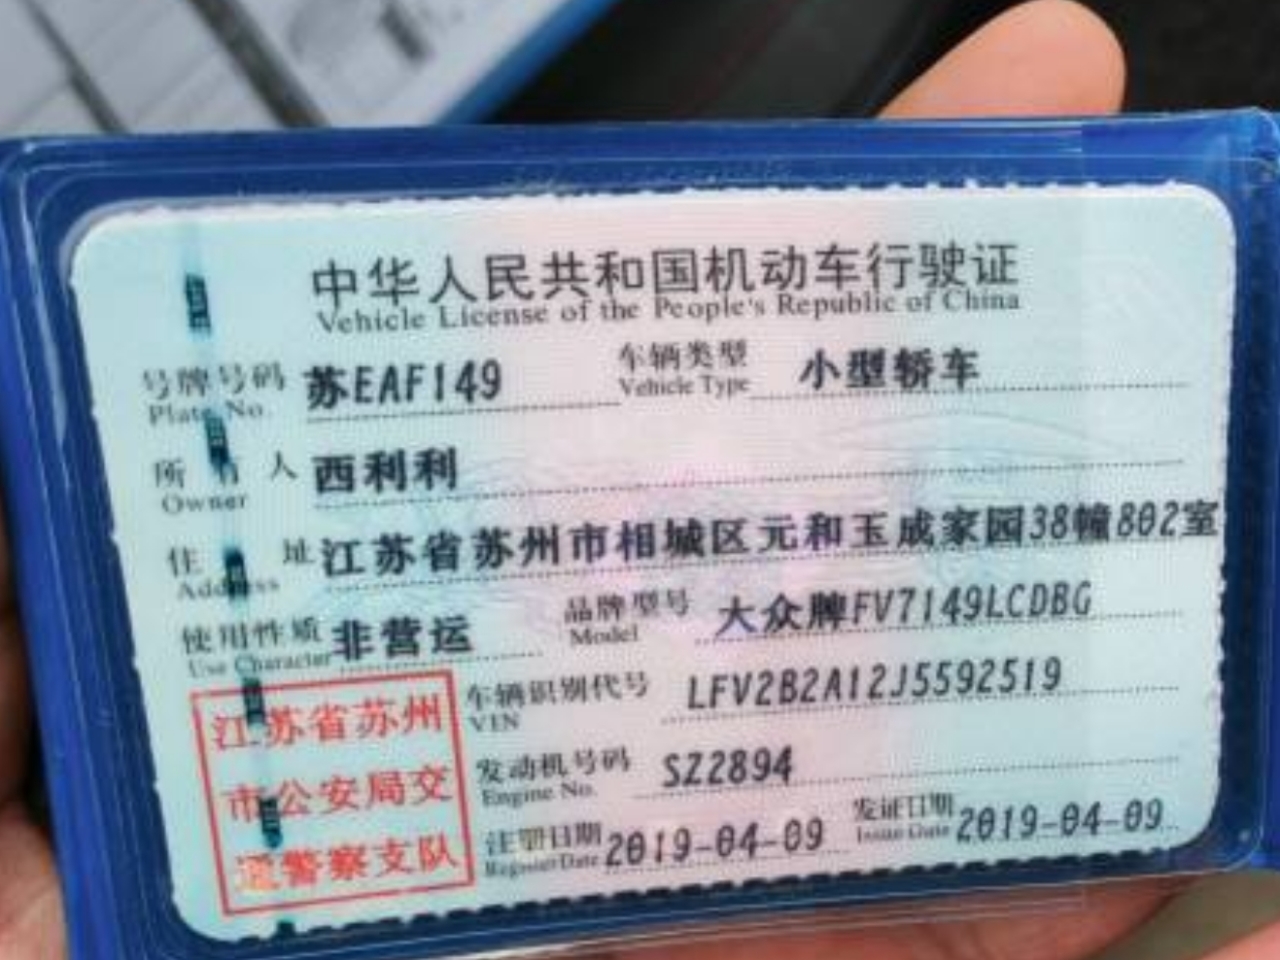 中华人民共和国机动车行驶证
Vehicle License of the People's Republic of China
号牌号码 苏EAF149 车辆类型 小型轿车
Plate No. Vehicle Type
所有人 西利利
Owner
住址 江苏省苏州市相城区元和玉成家园38幢802室
Address
使用性质 非营运 品牌型号 大众牌FV7149LCDBG
Use Character Model
江苏省苏州
市公安局交
通警察支队
车辆识别代号 LFV2B2A12J5592519
VIN
发动机号码 SZ2894
Engine No.
注册日期 2019-04-09 发证日期 2019-04-09
Register Date Issue Date